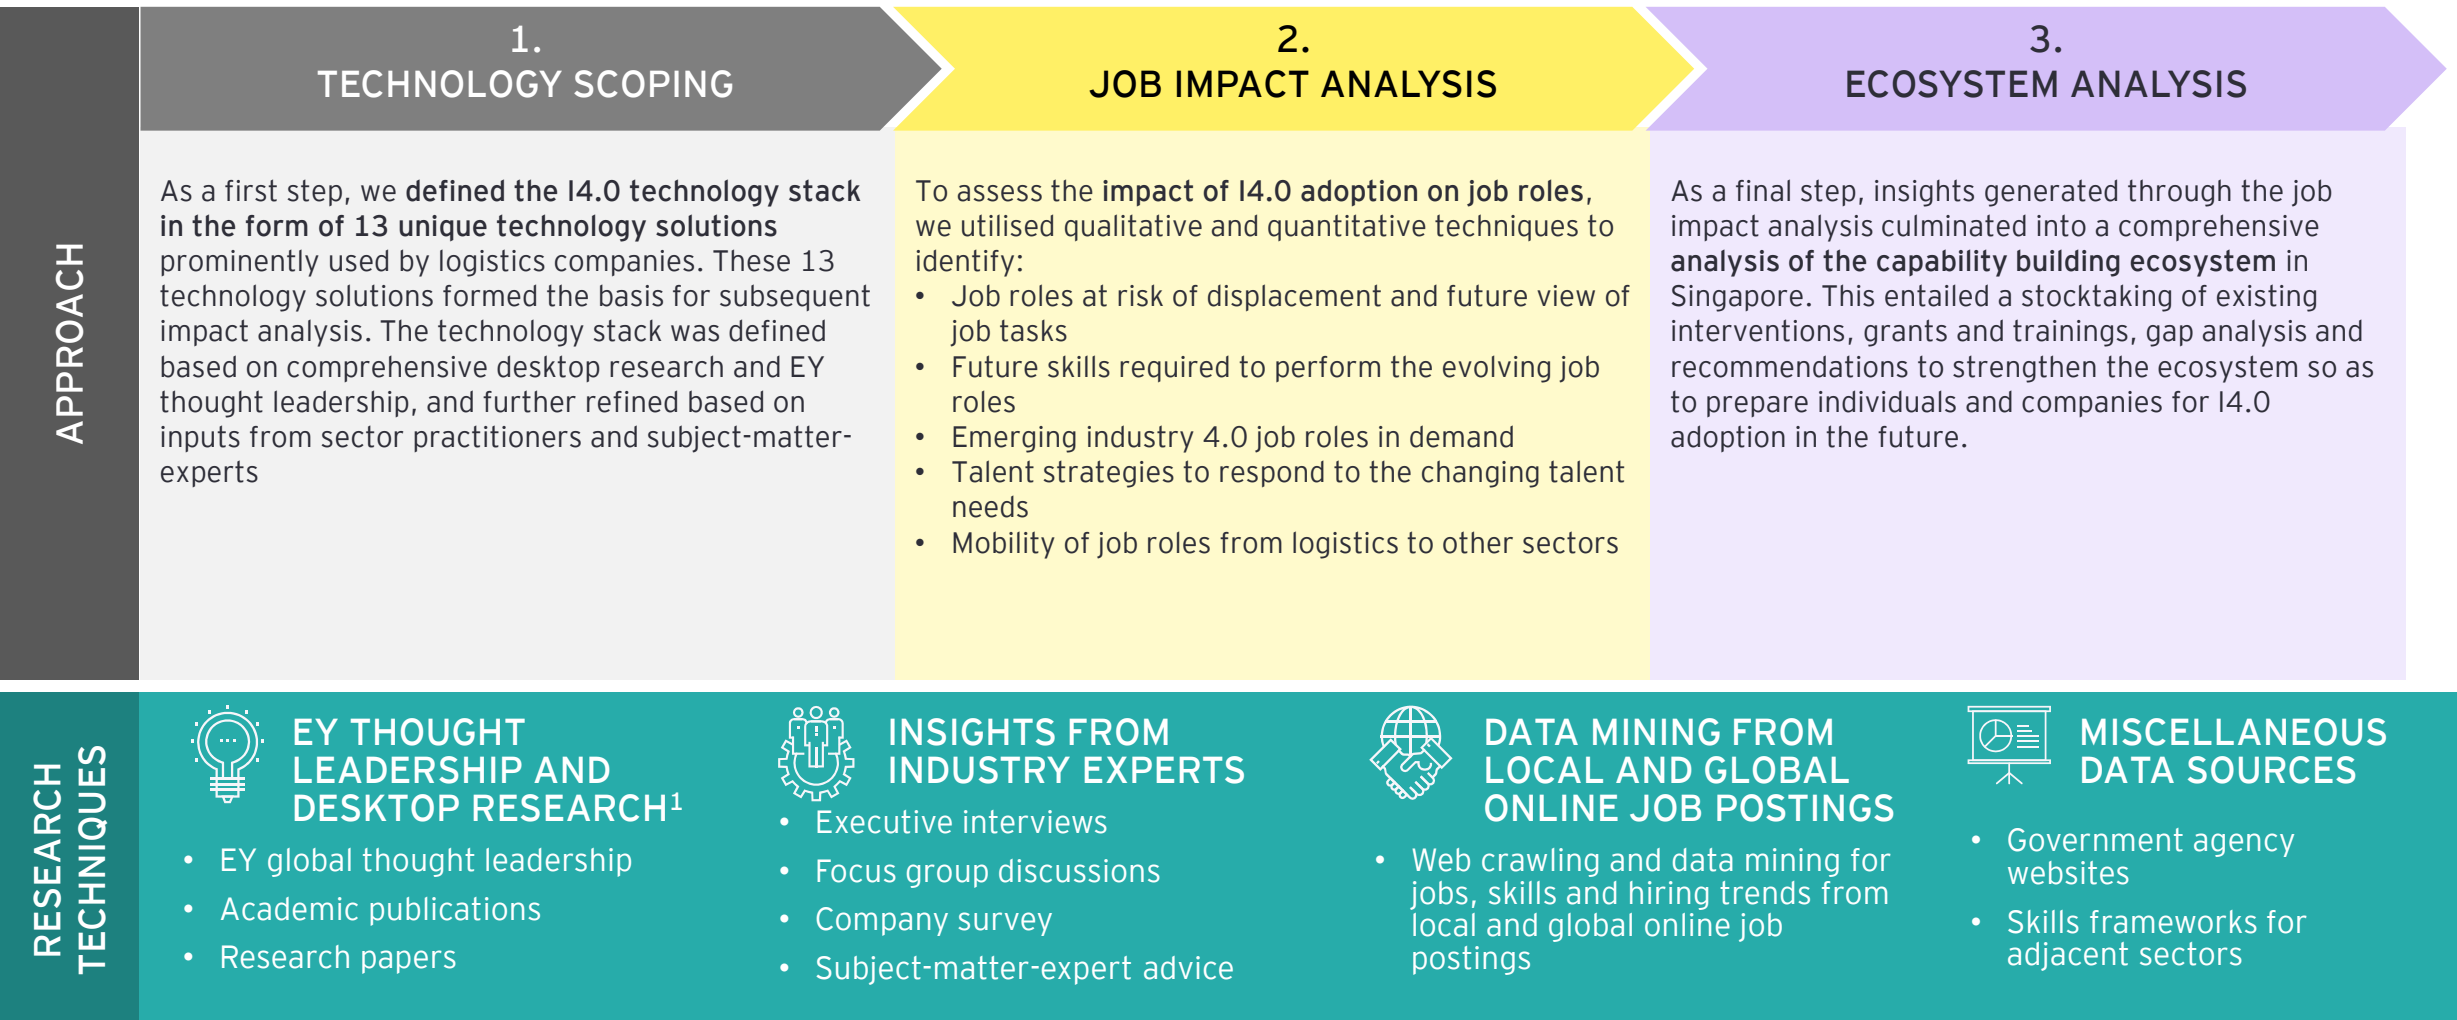 APPROACH
1.
TECHNOLOGY SCOPING
As a first step, we defined the I4.0 technology stack
in the form of 13 unique technology solutions
prominently used by logistics companies. These 13
technology solutions formed the basis for subsequent
impact analysis. The technology stack was defined
based on comprehensive desktop research and EY
thought leadership, and further refined based on
inputs from sector practitioners and subject-matter-
experts
2.
JOB IMPACT ANALYSIS
To assess the impact of I4.0 adoption on job roles,
we utilised qualitative and quantitative techniques to
identify:
• Job roles at risk of displacement and future view of
job tasks
• Future skills required to perform the evolving job
roles
• Emerging industry 4.0 job roles in demand
• Talent strategies to respond to the changing talent
needs
• Mobility of job roles from logistics to other sectors
3.
ECOSYSTEM ANALYSIS
As a final step, insights generated through the job
impact analysis culminated into a comprehensive
analysis of the capability building ecosystem in
Singapore. This entailed a stocktaking of existing
interventions, grants and trainings, gap analysis and
recommendations to strengthen the ecosystem so as
to prepare individuals and companies for I4.0
adoption in the future.
RESEARCH
TECHNIQUES
EY THOUGHT
LEADERSHIP AND
DESKTOP RESEARCH¹
• EY global thought leadership
• Academic publications
• Research papers
INSIGHTS FROM
INDUSTRY EXPERTS
• Executive interviews
• Focus group discussions
• Company survey
• Subject-matter-expert advice
DATA MINING FROM
LOCAL AND GLOBAL
ONLINE JOB POSTINGS
• Web crawling and data mining for
jobs, skills and hiring trends from
local and global online job
postings
MISCELLANEOUS
DATA SOURCES
• Government agency
websites
• Skills frameworks for
adjacent sectors